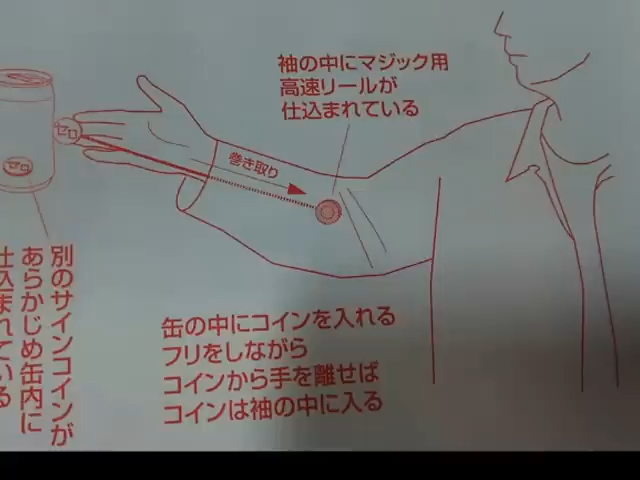 袖の中にマジック用
高速リールが
仕込まれている
ゼロ
巻き取り
ゼロ
別のサインコインが
あらかじめ缶内に
仕込まれている
缶の中にコインを入れる
フリをしながら
コインから手を離せば
コインは袖の中に入る